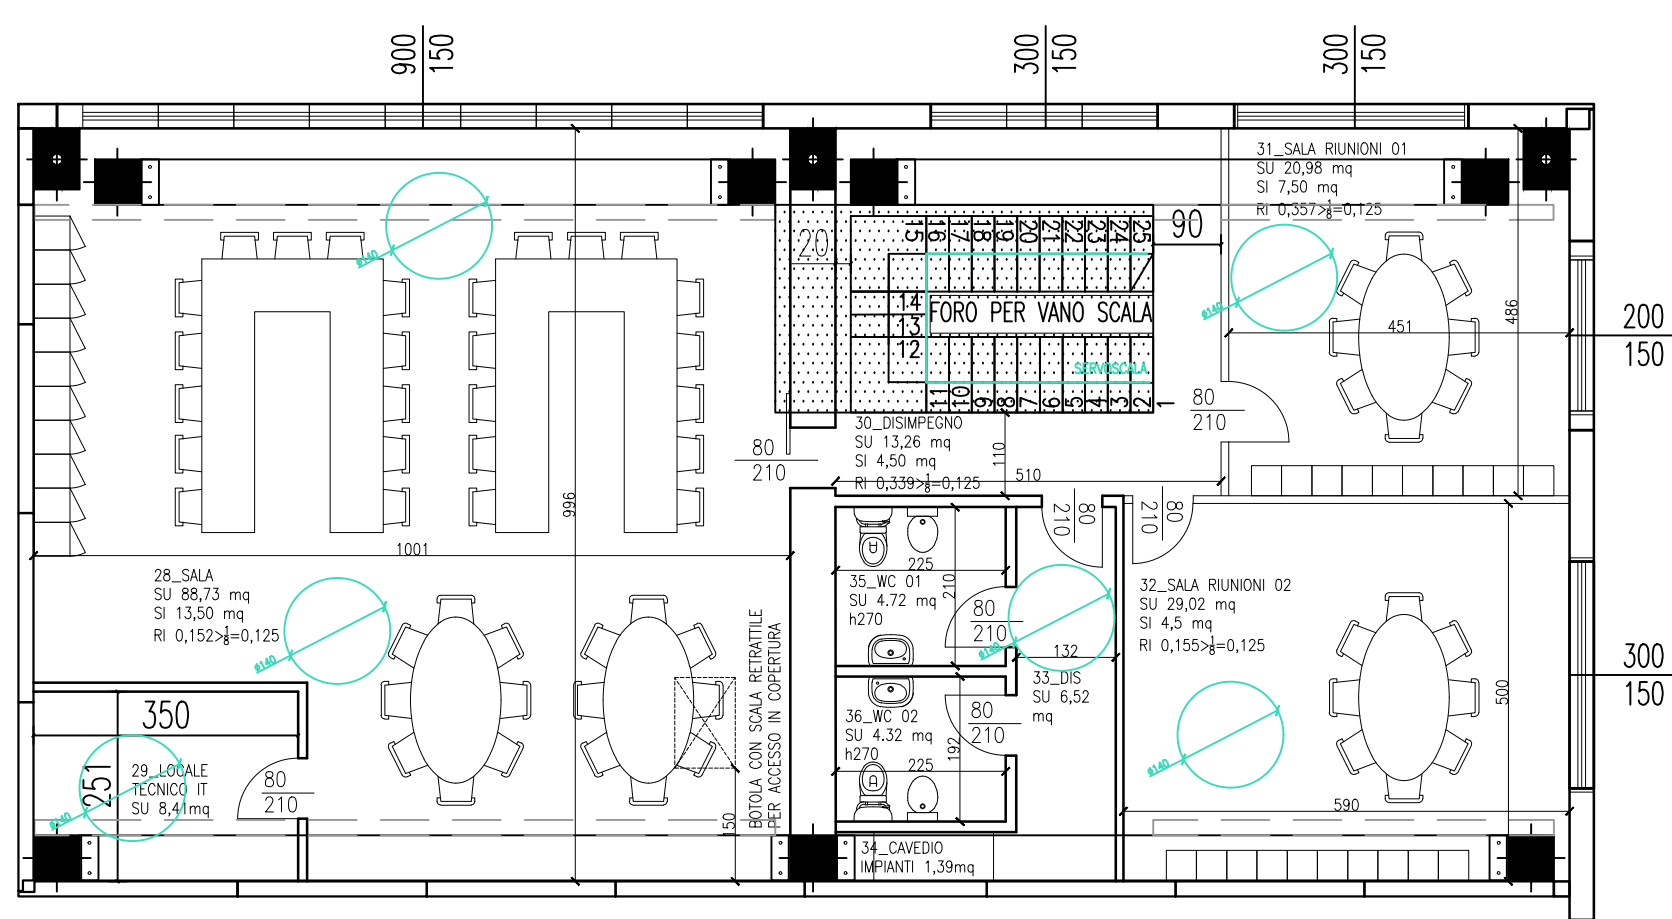 900
150
300
150
300
150
31_SALA RIUNIONI 01
SU 20,98 mq
SI 7,50 mq
RI 0,357>1/8=0,125
90
20
15 16 17 18 19 20 21 22 23 24 25
ø140
ø140
14
13
12
FORO PER VANO SCALA
SERVOSCALA
11 10 9 8 7 6 5 4 3 2 1
486
451
200
150
80
210
30_DISIMPEGNO
SU 13,26 mq
SI 4,50 mq
RI 0,339>1/8=0,125
110
510
80
210
996
1001
80
210
80
210
28_SALA
SU 88,73 mq
SI 13,50 mq
RI 0,152>1/8=0,125
ø140
225
210
35_WC 01
SU 4.72 mq
h270
80
210
ø140
132
32_SALA RIUNIONI 02
SU 29,02 mq
SI 4,5 mq
RI 0,155>1/8=0,125
300
150
33_DIS
SU 6,52
mq
BOTOLA CON SCALA RETRATTILE
PER ACCESSO IN COPERTURA
36_WC 02
SU 4.32 mq
h270
80
210
192
225
500
350
251
29_LOCALE
TECNICO IT
SU 8,41mq
ø140
80
210
ø140
590
150
34_CAVEDIO
IMPIANTI 1,39mq